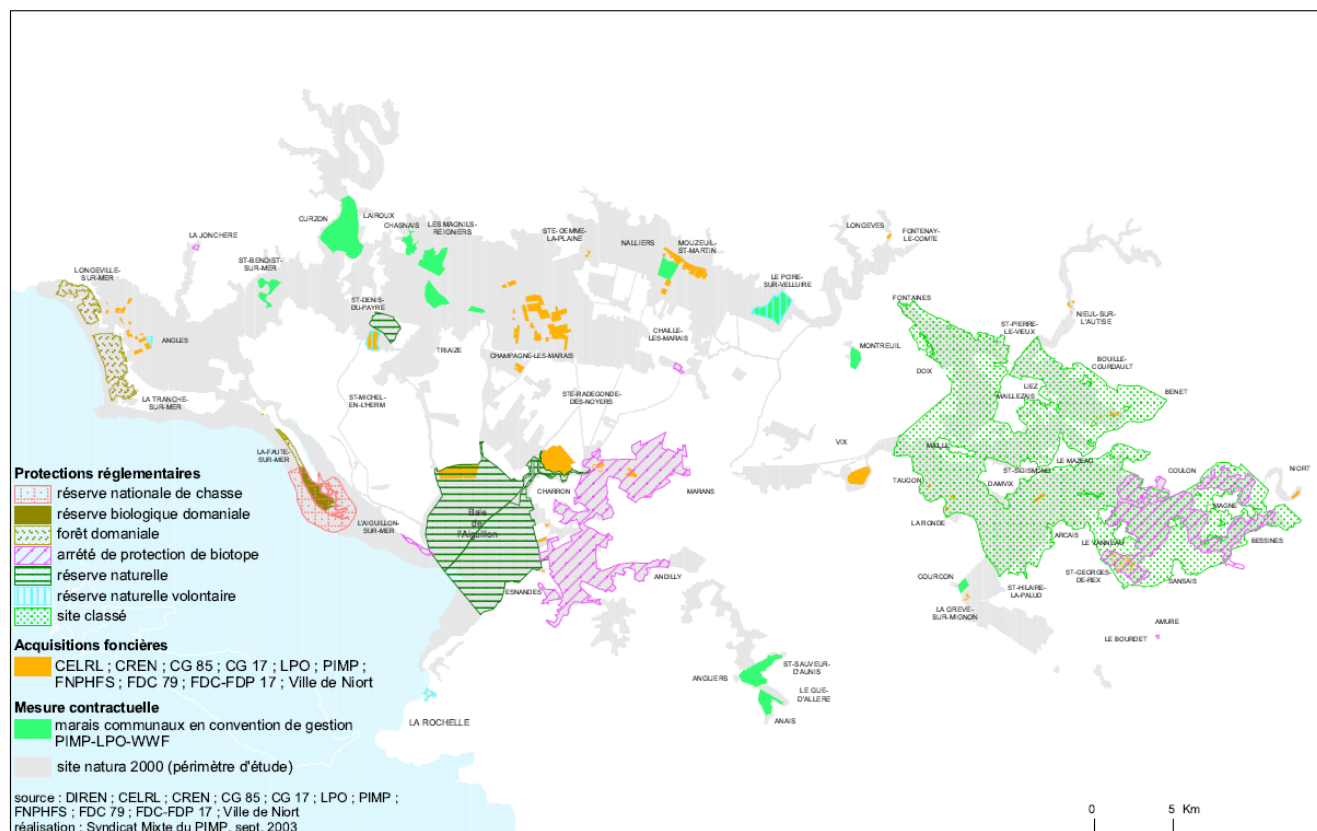 LONGEVES
FONTENAY-
LE-COMTE
LAIROUX
CURZON
CHASNAIS
LES MAGNILS-
REIGNIERS
STE-GEMME-
LA-PLAINE
NALLIERS
MOUZEUIL-
ST-MARTIN
LA JONCHERE
ST-BENOIST-
SUR-MER
LONGEVILLE-
SUR-MER
LE POIRE-
SUR-VELLUIRE
ST-DENIS-
DU-PAYRE
FONTAINES
NIEUL-SUR-
L'AUTISE
ST-PIERRE-
LE-VIEUX
ANGLES
TRIAIZE
CHAILLE-
LES-MARAIS
CHAMPAGNE-LES-MARAIS
MONTREUIL
DOIX
BOUILLE-
COURDAULT
LIEZ
MAILLEZAIS
BENET
LA TRANCHE-
SUR-MER
ST-MICHEL-
EN-L'HERM
STE-RADEGONDE-
DES-NOYERS
VIX
MAILLE
LA-FAUTE-
SUR-MER
LE MAZEAU
ST-SIGISMOND
COULON
NIORT
TAUGON
DAMVIX
CHARRON
MARANS
MAGNE
L'AIGUILLON-
SUR-MER
Baie
de
l'Aiguillon
LA RONDE
ARCAIS
LE VANNEAU
BESSINES
ANDILLY
ESNANDES
COURCON
ST-HILAIRE-
LA-PALUD
ST-GEORGES-
DE-REX
SANSAIS
LA GREVE-
SUR-MIGNON
AMURE
LE BOURDET
ST-SAUVEUR-
D'AUNIS
ANGLIERS
LE GUE-
D'ALLERE
ANAIS
LA ROCHELLE
Protections réglementaires
réserve nationale de chasse
réserve biologique domaniale
forêt domaniale
arrété de protection de biotope
réserve naturelle
réserve naturelle volontaire
site classé
Acquisitions foncières
CELRL ; CREN ; CG 85 ; CG 17 ; LPO ; PIMP ;
FNPHFS ; FDC 79 ; FDC-FDP 17 ; Ville de Niort
Mesure contractuelle
marais communaux en convention de gestion
PIMP-LPO-WWF
site natura 2000 (périmètre d'étude)
source : DIREN ; CELRL ; CREN ; CG 85 ; CG 17 ; LPO ; PIMP ;
FNPHFS ; FDC 79 ; FDC-FDP 17 ; Ville de Niort
réalisation : Syndicat Mixte du PIMP, sept. 2003
0 5 Km